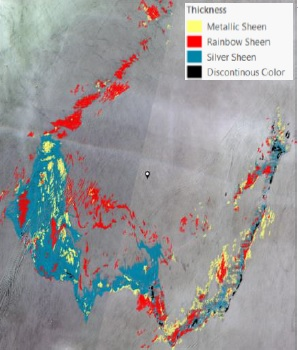 Thickness
Metallic Sheen
Rainbow Sheen
Silver Sheen
Discontinous Color